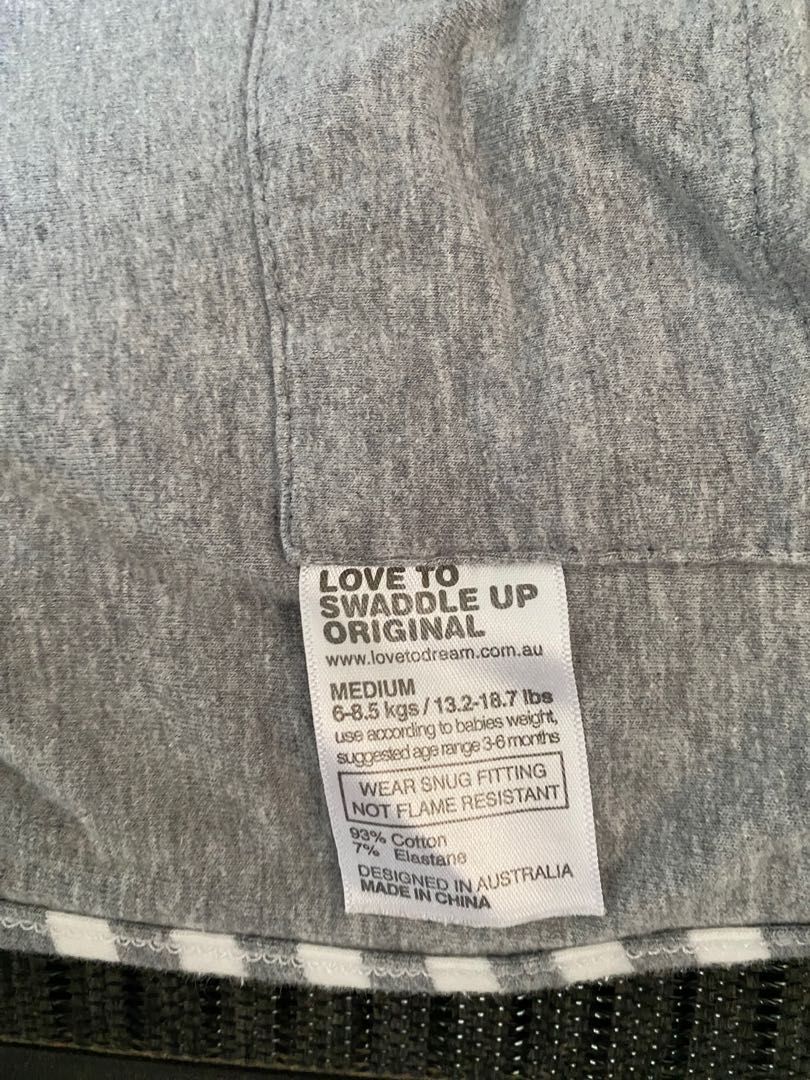 LOVE TO
SWADDLE UP
ORIGINAL
www.lovetodream.com.au
MEDIUM
6-8.5 kgs / 13.2-18.7 lbs
use according to babies weight,
suggested age range 3-6 months
WEAR SNUG FITTING
NOT FLAME RESISTANT
93% Cotton
7% Elastane
DESIGNED IN AUSTRALIA
MADE IN CHINA